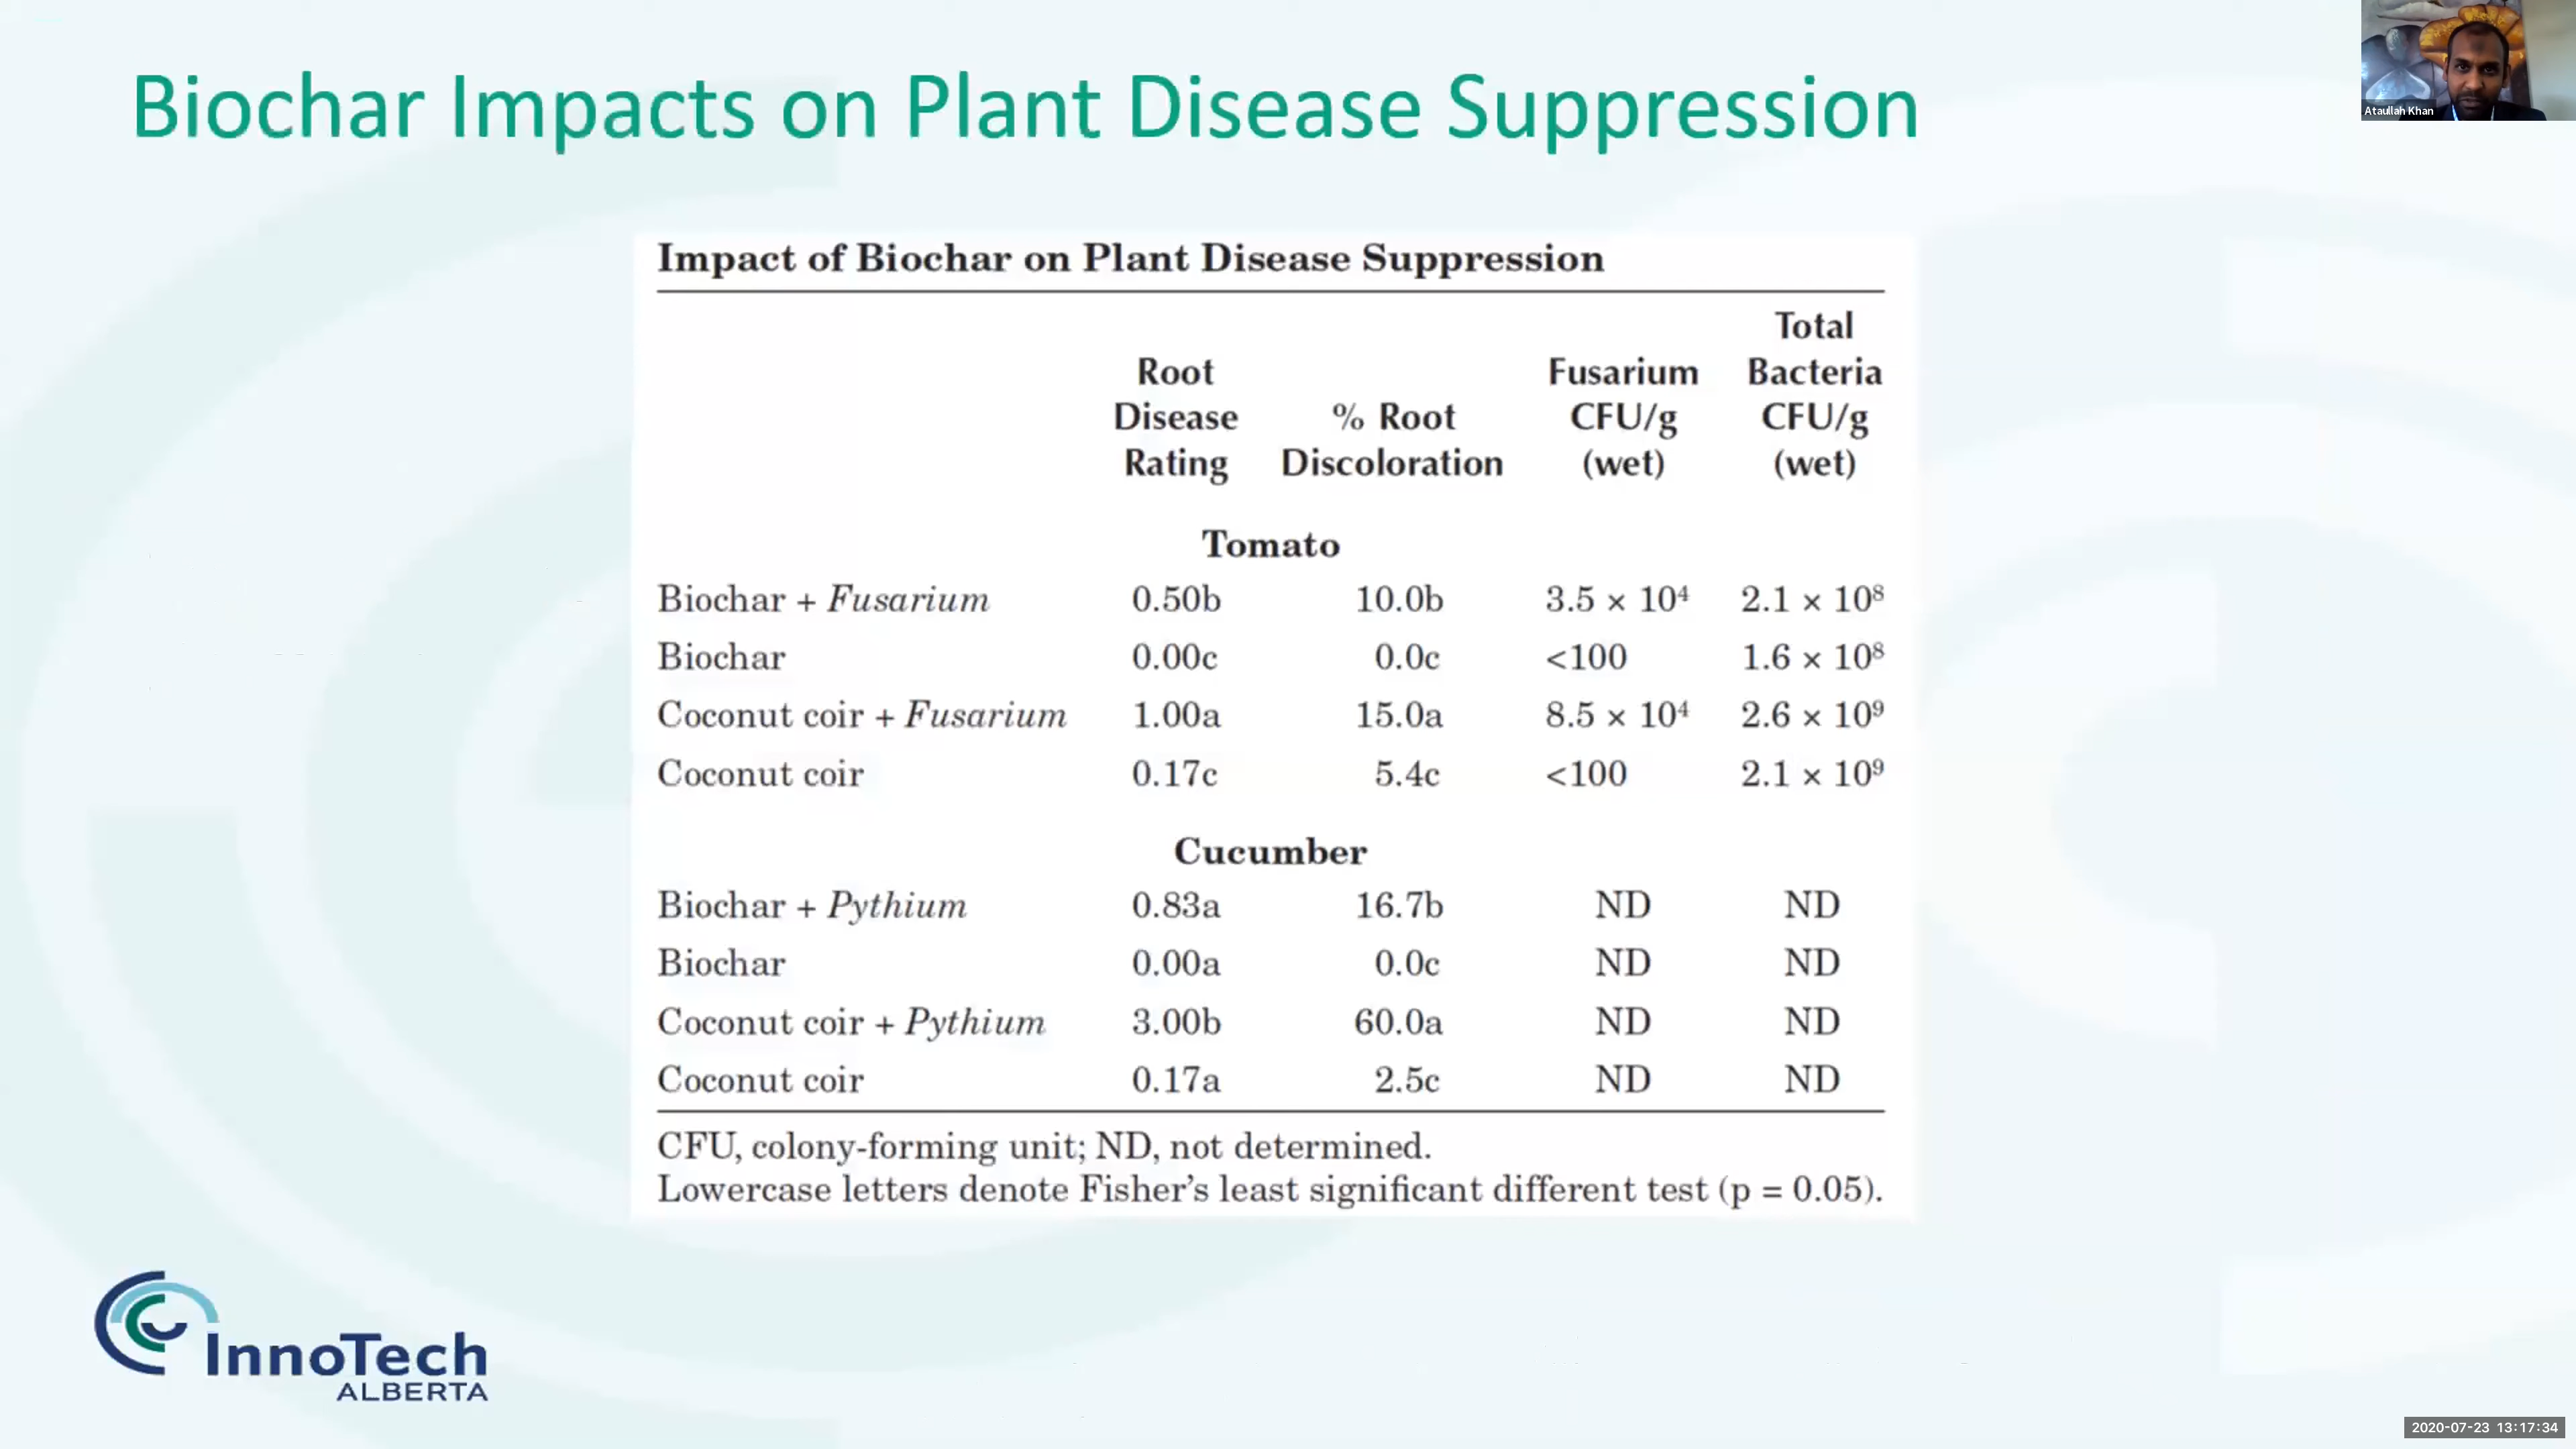 Biochar Impacts on Plant Disease Suppression
Ataullah Khan
Impact of Biochar on Plant Disease Suppression
Root Disease Rating % Root Discoloration Fusarium CFU/g (wet) Total Bacteria CFU/g (wet)
Tomato
Biochar + Fusarium 0.50b 10.0b 3.5 × 10⁴ 2.1 × 10⁸
Biochar 0.00c 0.0c <100 1.6 × 10⁸
Coconut coir + Fusarium 1.00a 15.0a 8.5 × 10⁴ 2.6 × 10⁹
Coconut coir 0.17c 5.4c <100 2.1 × 10⁹
Cucumber
Biochar + Pythium 0.83a 16.7b ND ND
Biochar 0.00a 0.0c ND ND
Coconut coir + Pythium 3.00b 60.0a ND ND
Coconut coir 0.17a 2.5c ND ND
CFU, colony-forming unit; ND, not determined.
Lowercase letters denote Fisher’s least significant different test (p = 0.05).
InnoTech
ALBERTA
2020-07-23 13:17:34